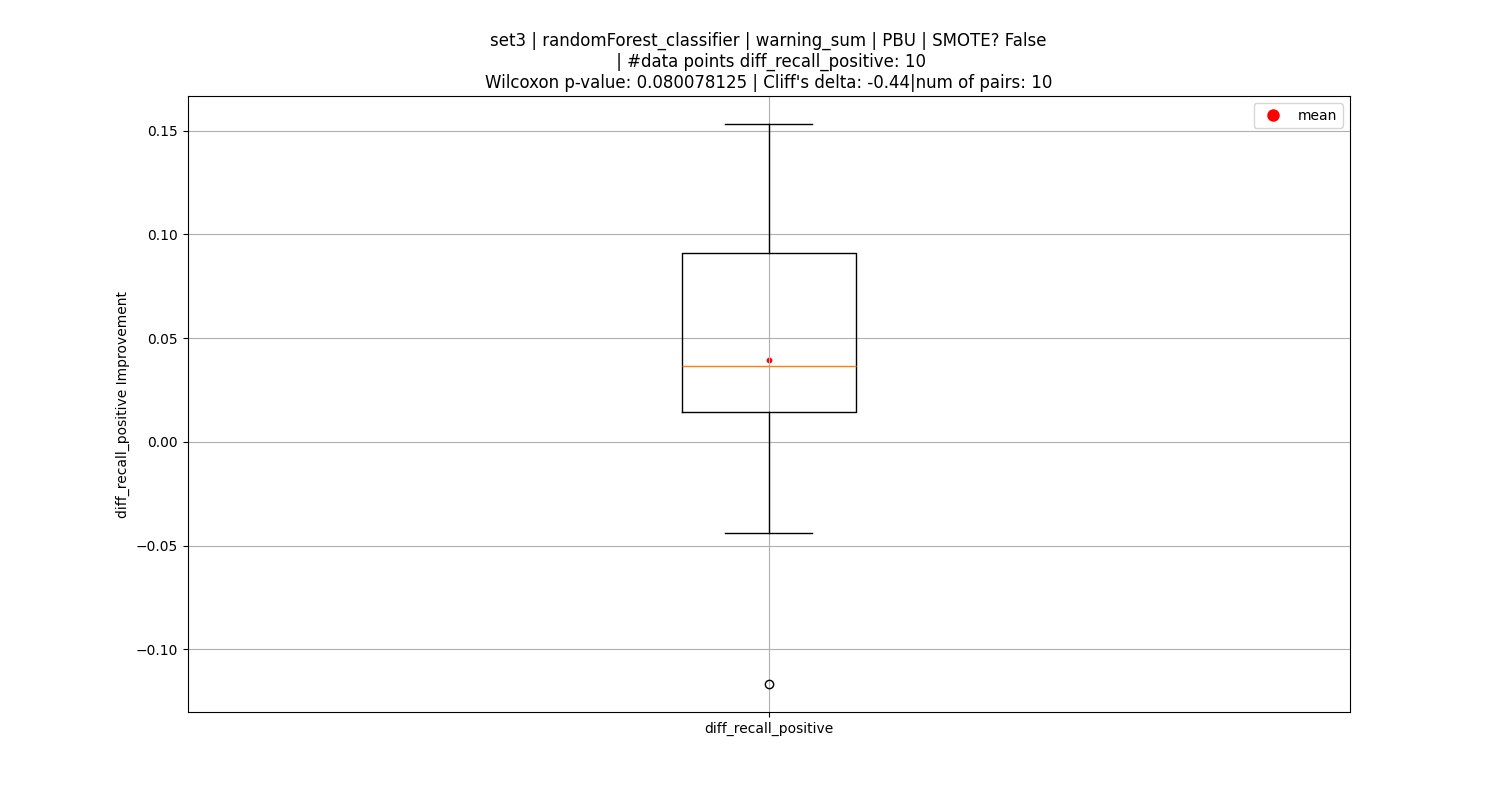 set3 | randomForest_classifier | warning_sum | PBU | SMOTE? False
| #data points diff_recall_positive: 10
Wilcoxon p-value: 0.080078125 | Cliff's delta: -0.44|num of pairs: 10
mean
0.15
0.10
0.05
0.00
−0.05
−0.10
diff_recall_positive Improvement
diff_recall_positive